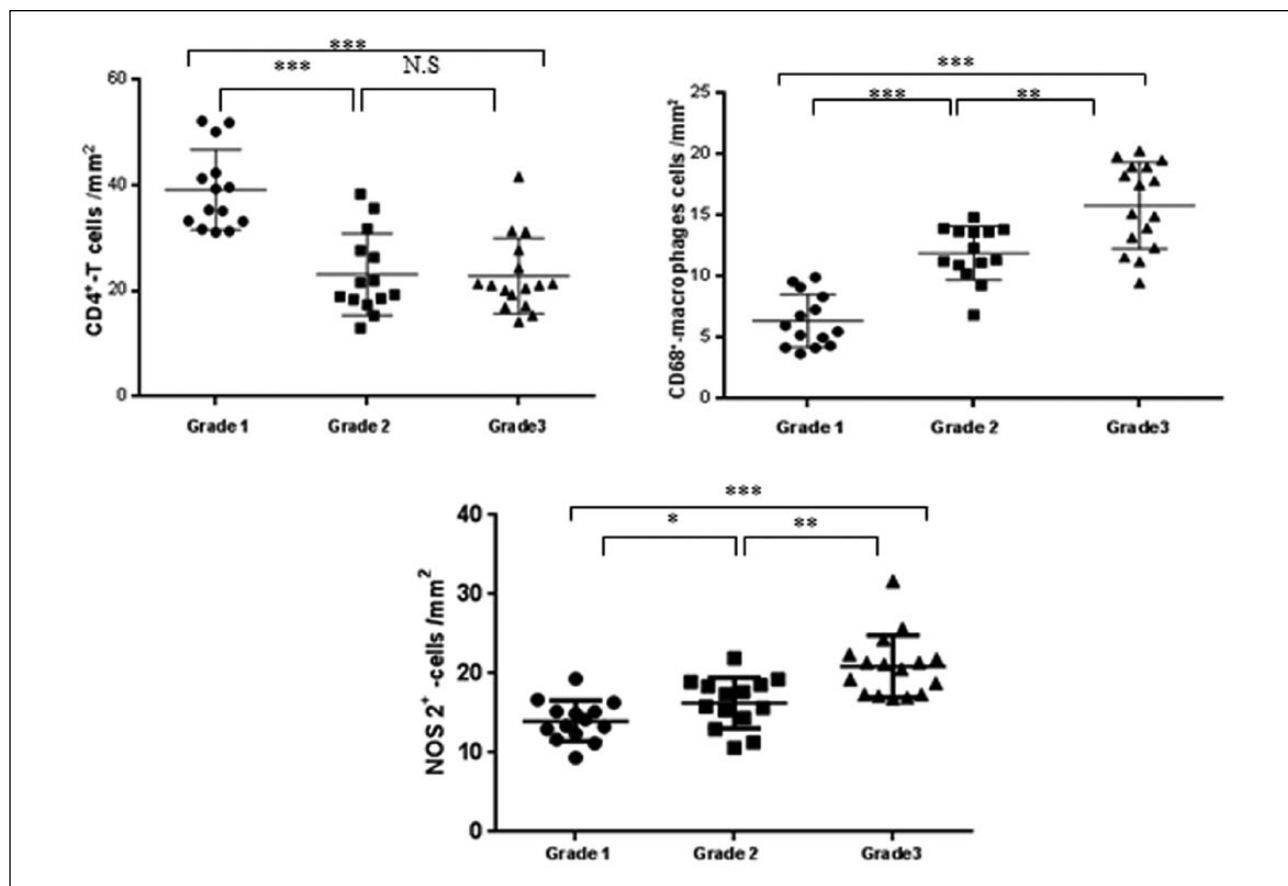 ***
*** N.S
60
40
20
0
CD4⁺-T cells /mm²
Grade 1 Grade 2 Grade3
***
*** **
25
20
15
10
5
0
CD68⁺-macrophages cells /mm²
Grade 1 Grade 2 Grade3
***
* **
40
30
20
10
0
NOS 2⁺ -cells /mm²
Grade 1 Grade 2 Grade3